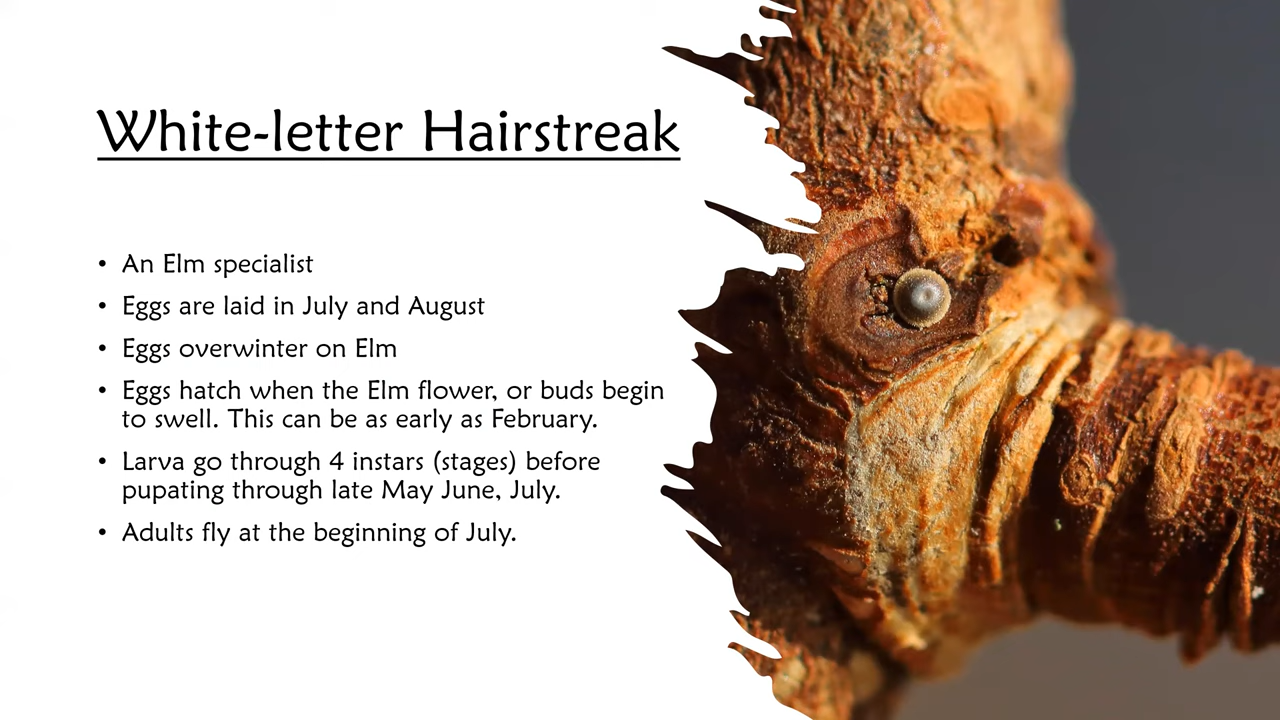 White-letter Hairstreak
• An Elm specialist
• Eggs are laid in July and August
• Eggs overwinter on Elm
• Eggs hatch when the Elm flower, or buds begin
to swell. This can be as early as February.
• Larva go through 4 instars (stages) before
pupating through late May June, July.
• Adults fly at the beginning of July.